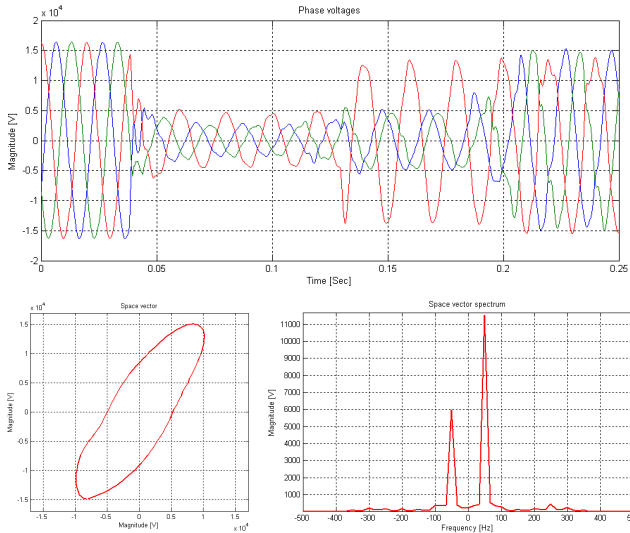 Phase voltages
x 10 4
2
1.5
1
0.5
0
-0.5
-1
-1.5
-2
Magnitude [V]
0 0.05 0.1 0.15 0.2 0.25
Time [Sec]
Space vector
x 10 4
1.5
1
0.5
0
-0.5
-1
-1.5
Magnitude [V]
-1.5 -1 -0.5 0 0.5 1 1.5
x 10 4
Magnitude [V]
Space vector spectrum
11000
10000
9000
8000
7000
6000
5000
4000
3000
2000
1000
Magnitude [V]
-500 -400 -300 -200 -100 0 100 200 300 400 500
Frequency [Hz]